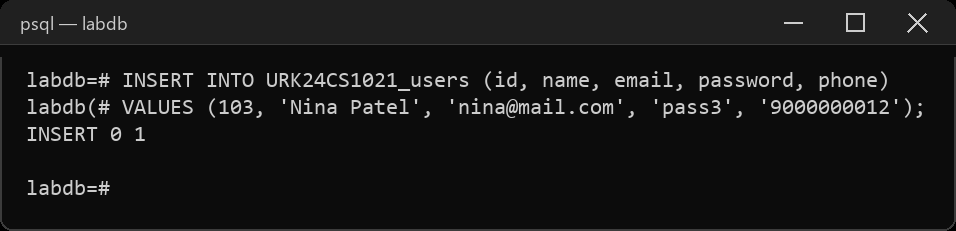 psql — labdb
labdb=# INSERT INTO URK24CS1021_users (id, name, email, password, phone)
labdb(# VALUES (103, 'Nina Patel', 'nina@mail.com', 'pass3', '9000000012');
INSERT 0 1
labdb=#